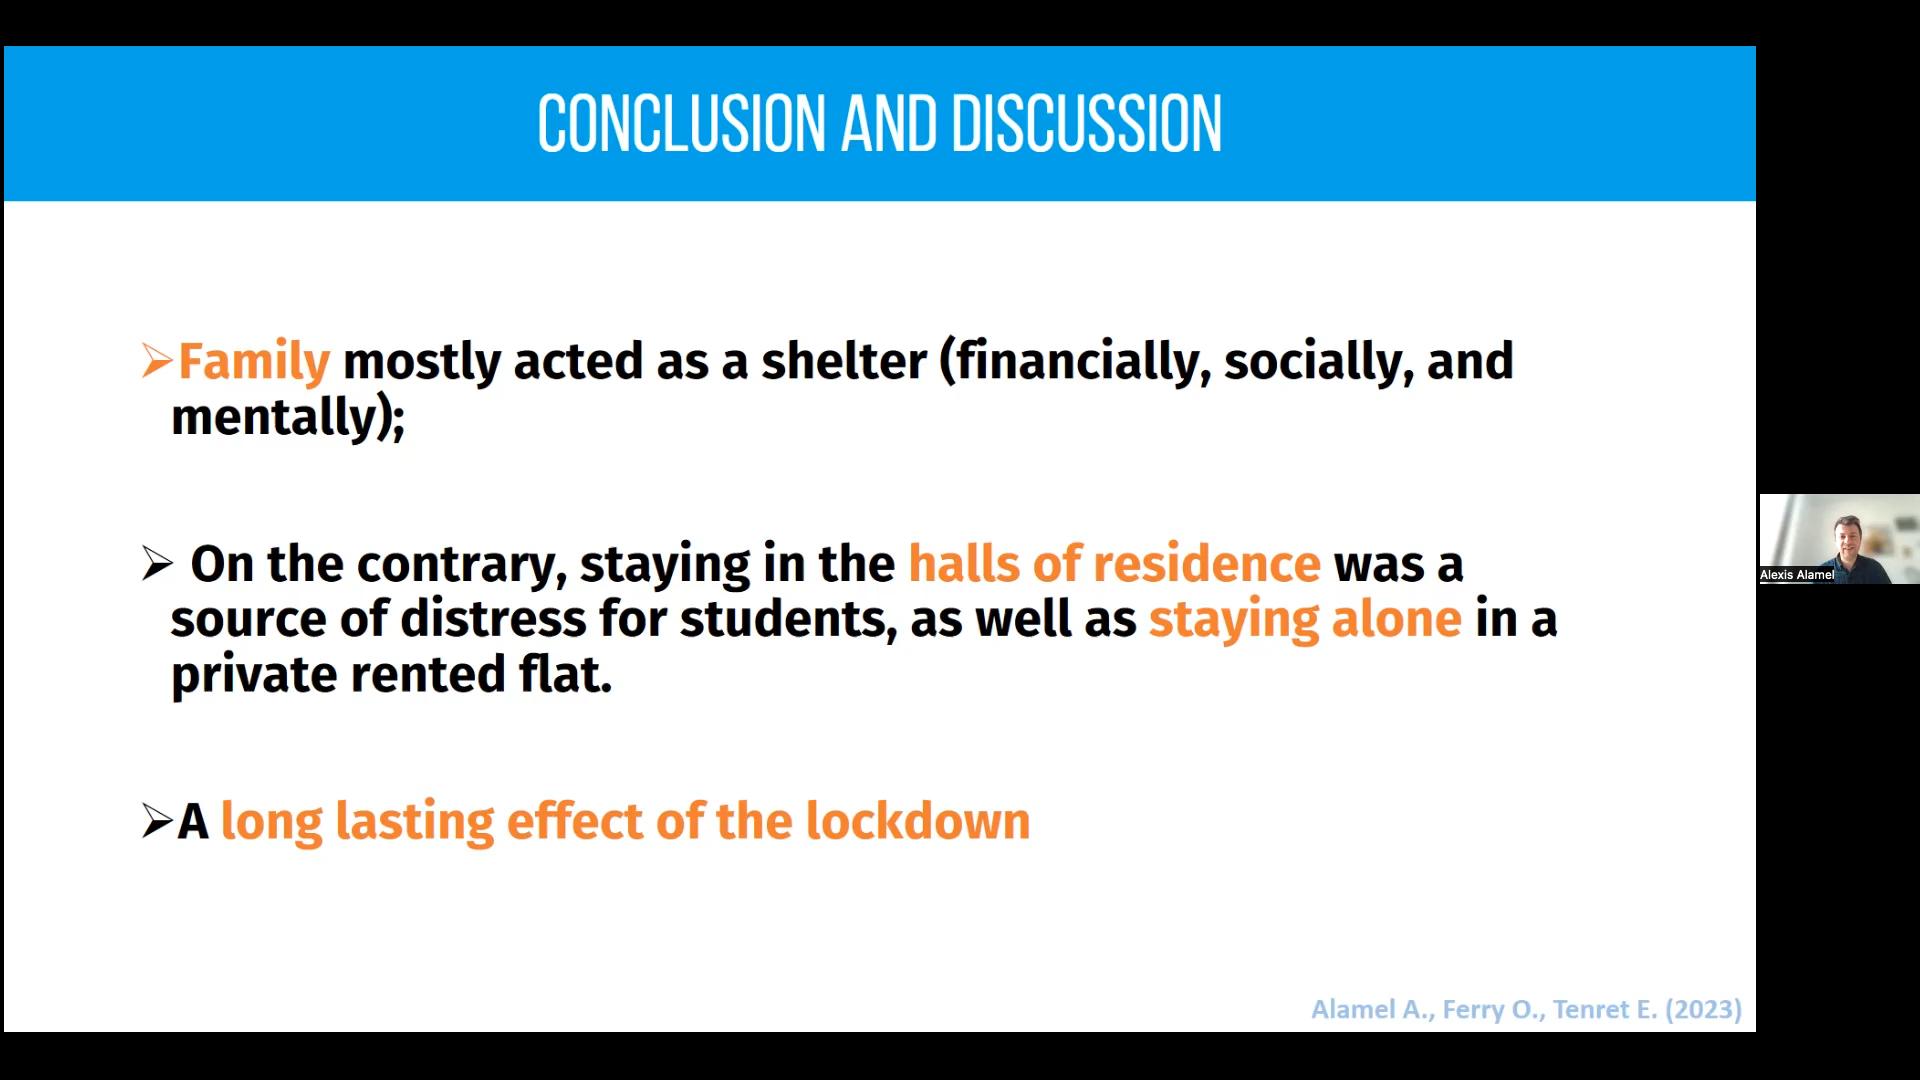 CONCLUSION AND DISCUSSION
➢Family mostly acted as a shelter (financially, socially, and
mentally);
➢ On the contrary, staying in the halls of residence was a
source of distress for students, as well as staying alone in a
private rented flat.
➢A long lasting effect of the lockdown
Alexis Alamel
Alamel A., Ferry O., Tenret E. (2023)